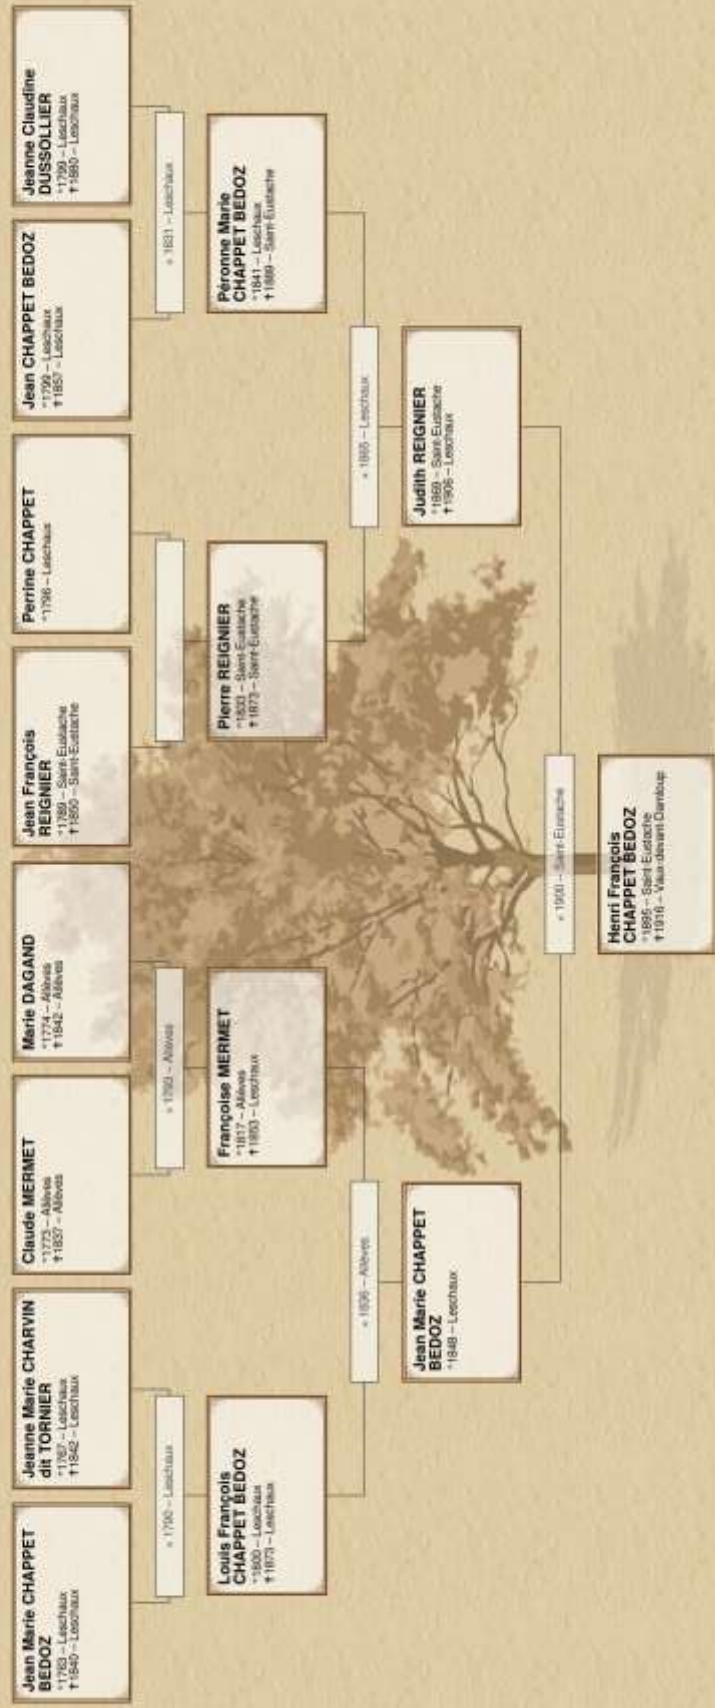 Jean Marie CHAPPET
BEDOZ
°1763 – Leschaux
†1840 – Leschaux
Jeanne Marie CHARVIN
dit TORNIER
°1767 – Leschaux
†1842 – Leschaux
Claude MERMET
°1773 – Allèves
†1837 – Allèves
Marie DAGAND
°1774 – Allèves
†1842 – Allèves
Jean François
REIGNIER
°1789 – Saint-Eustache
†1850 – Saint-Eustache
Perrine CHAPPET
°1796 – Leschaux
Jean CHAPPET BEDOZ
°1799 – Leschaux
†1857 – Leschaux
Jeanne Claudine
DUSSOLLIER
°1799 – Leschaux
†1880 – Leschaux
× 1790 – Leschaux
× 1793 – Allèves
× 1831 – Leschaux
Louis François
CHAPPET BEDOZ
°1800 – Leschaux
†1873 – Leschaux
Françoise MERMET
°1817 – Allèves
†1853 – Leschaux
Pierre REIGNIER
°1833 – Saint-Eustache
†1873 – Saint-Eustache
Péronne Marie
CHAPPET BEDOZ
°1841 – Leschaux
†1889 – Saint-Eustache
× 1836 – Allèves
× 1865 – Leschaux
Jean Marie CHAPPET
BEDOZ
°1848 – Leschaux
Judith REIGNIER
°1869 – Saint-Eustache
†1906 – Leschaux
× 1900 – Saint-Eustache
Henri François
CHAPPET BEDOZ
°1895 – Saint-Eustache
†1916 – Vaux-devant-Damloup